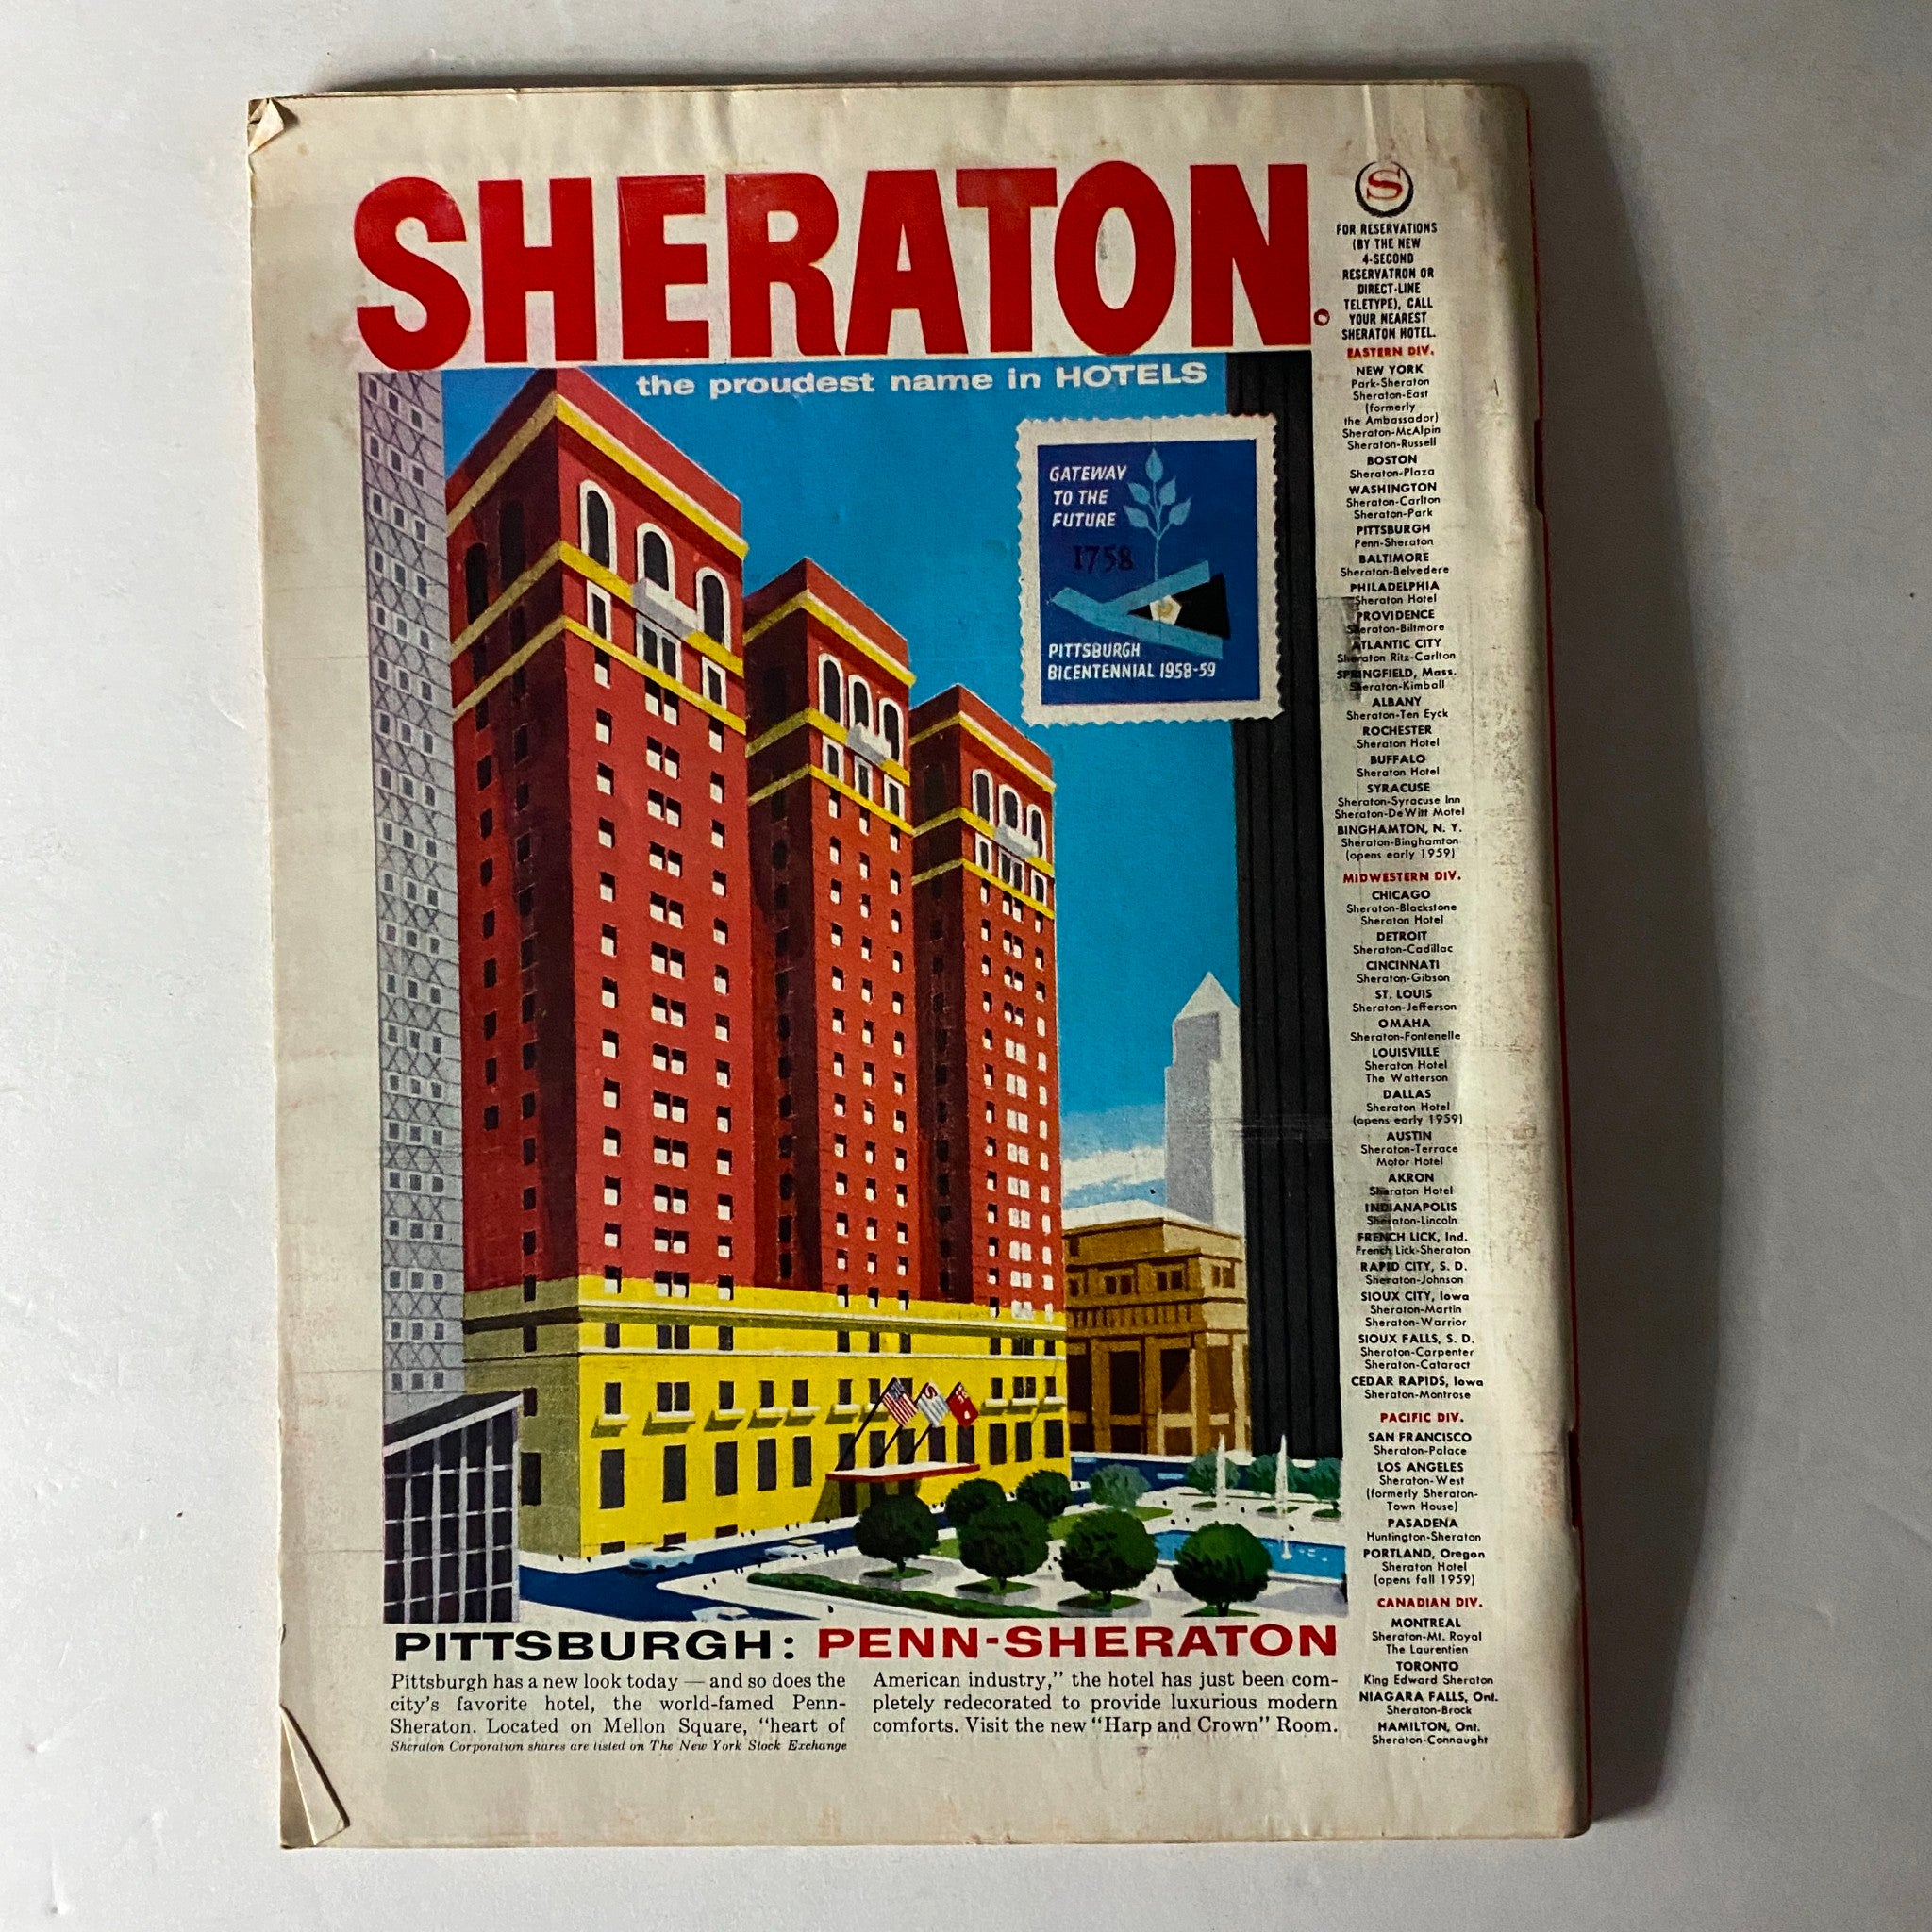 SHERATON
the proudest name in HOTELS
GATEWAY
TO THE
FUTURE
1758
PITTSBURGH
BICENTENNIAL 1958-59
PITTSBURGH: PENN-SHERATON
Pittsburgh has a new look today — and so does the
city's favorite hotel, the world-famed Penn-
Sheraton. Located on Mellon Square, "heart of
Sheraton Corporation shares are listed on The New York Stock Exchange
American industry," the hotel has just been com-
pletely redecorated to provide luxurious modern
comforts. Visit the new "Harp and Crown" Room.
S
FOR RESERVATIONS
(BY THE NEW
4-SECOND
RESERVATRON OR
DIRECT-LINE
TELETYPE), CALL
YOUR NEAREST
SHERATON HOTEL.
EASTERN DIV.
NEW YORK
Park-Sheraton
Sheraton-East
(formerly
the Ambassador)
Sheraton-McAlpin
Sheraton-Russell
BOSTON
Sheraton-Plaza
WASHINGTON
Sheraton-Carlton
Sheraton-Park
PITTSBURGH
Penn-Sheraton
BALTIMORE
Sheraton-Belvedere
PHILADELPHIA
Sheraton Hotel
PROVIDENCE
Sheraton-Biltmore
ATLANTIC CITY
Sheraton Ritz-Carlton
SPRINGFIELD, Mass.
Sheraton-Kimball
ALBANY
Sheraton-Ten Eyck
ROCHESTER
Sheraton Hotel
BUFFALO
Sheraton Hotel
SYRACUSE
Sheraton-Syracuse Inn
Sheraton-DeWitt Motel
BINGHAMTON, N. Y.
Sheraton-Binghamton
(opens early 1959)
MIDWESTERN DIV.
CHICAGO
Sheraton-Blackstone
Sheraton Hotel
DETROIT
Sheraton-Cadillac
CINCINNATI
Sheraton-Gibson
ST. LOUIS
Sheraton-Jefferson
OMAHA
Sheraton-Fontenelle
LOUISVILLE
Sheraton Hotel
The Watterson
DALLAS
Sheraton Hotel
(opens early 1959)
AUSTIN
Sheraton-Terrace
Motor Hotel
AKRON
Sheraton Hotel
INDIANAPOLIS
Sheraton-Lincoln
FRENCH LICK, Ind.
French Lick-Sheraton
RAPID CITY, S. D.
Sheraton-Johnson
SIOUX CITY, Iowa
Sheraton-Martin
Sheraton-Warrior
SIOUX FALLS, S. D.
Sheraton-Carpenter
Sheraton-Cataract
CEDAR RAPIDS, Iowa
Sheraton-Montrose
PACIFIC DIV.
SAN FRANCISCO
Sheraton-Palace
LOS ANGELES
Sheraton-West
(formerly Sheraton-
Town House)
PASADENA
Huntington-Sheraton
PORTLAND, Oregon
Sheraton Hotel
(opens fall 1959)
CANADIAN DIV.
MONTREAL
Sheraton-Mt. Royal
The Laurentien
TORONTO
King Edward Sheraton
NIAGARA FALLS, Ont.
Sheraton-Brock
HAMILTON, Ont.
Sheraton-Connaught